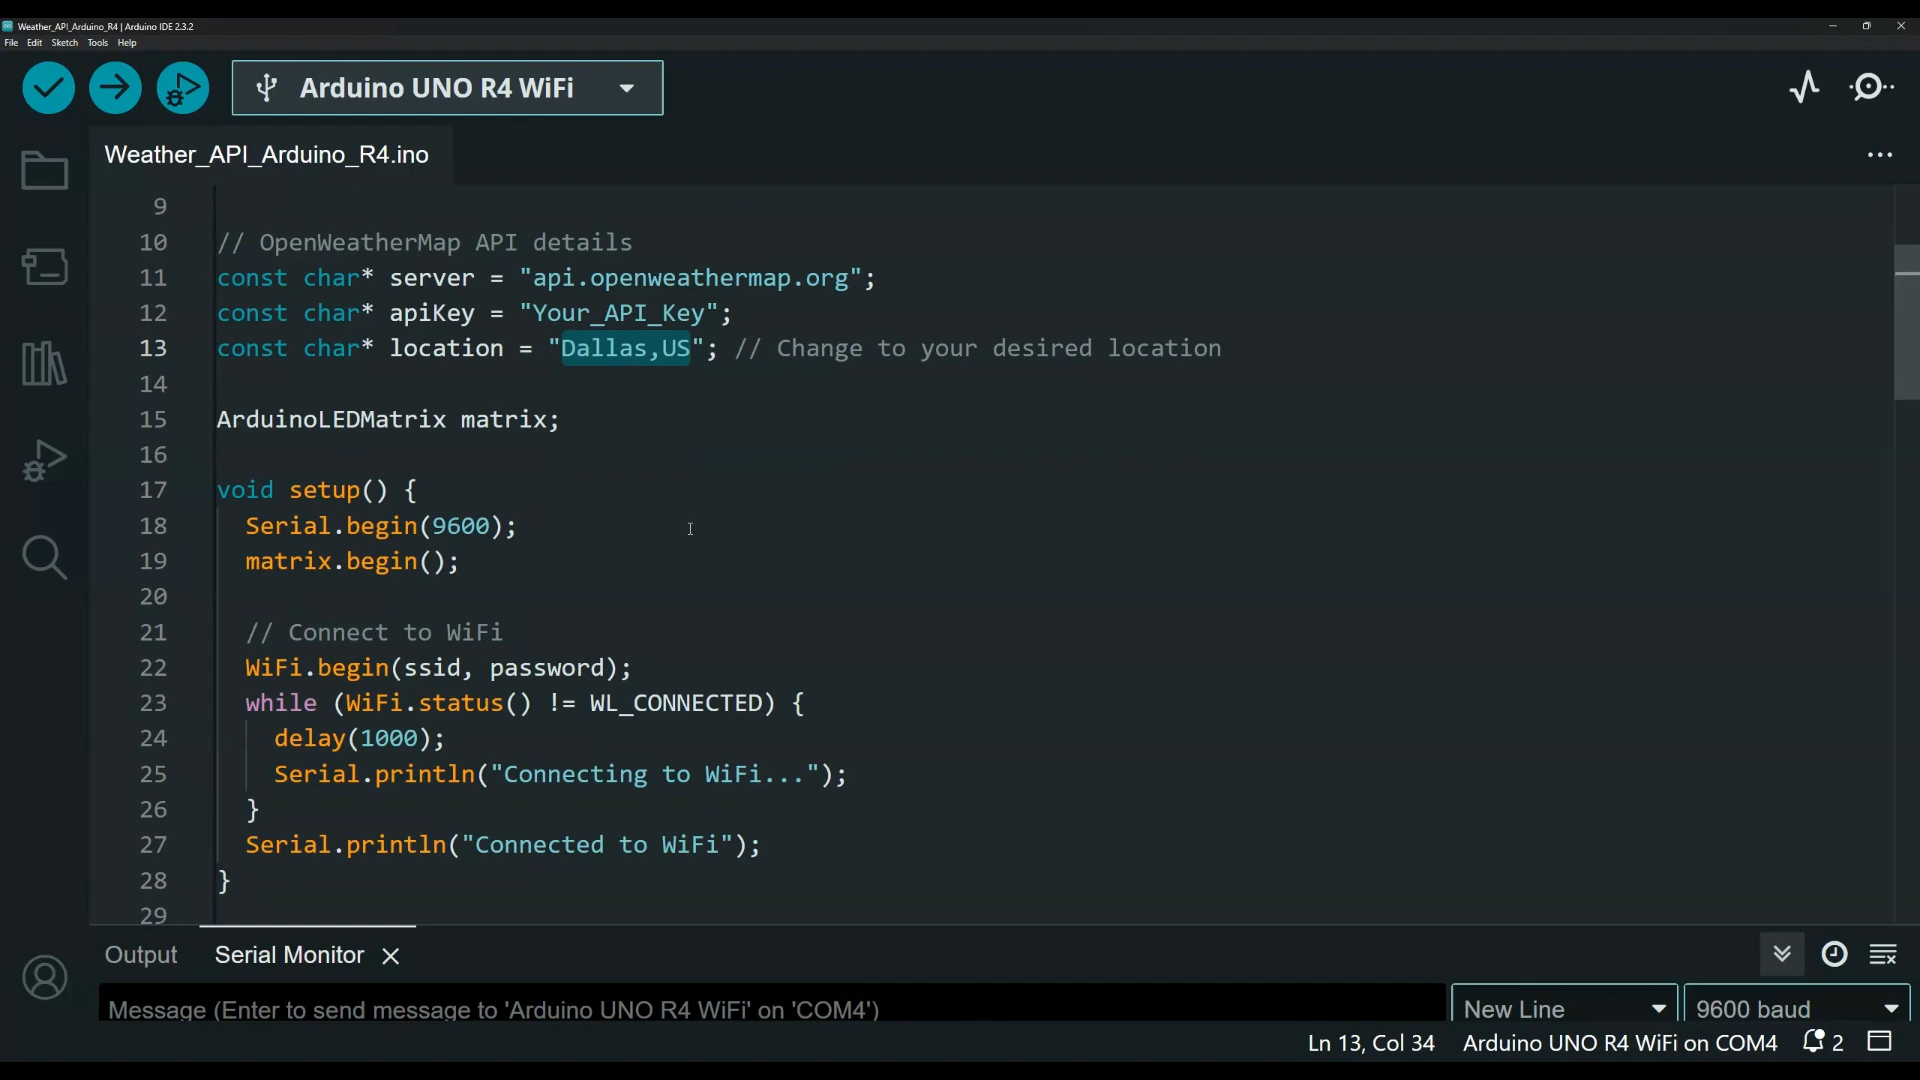 Weather_API_Arduino_R4 | Arduino IDE 2.3.2
File Edit Sketch Tools Help
Arduino UNO R4 WiFi
Weather_API_Arduino_R4.ino
9
10 // OpenWeatherMap API details
11 const char* server = "api.openweathermap.org";
12 const char* apiKey = "Your_API_Key";
13 const char* location = "Dallas,US"; // Change to your desired location
14
15 ArduinoLEDMatrix matrix;
16
17 void setup() {
18 Serial.begin(9600);
19 matrix.begin();
20
21 // Connect to WiFi
22 WiFi.begin(ssid, password);
23 while (WiFi.status() != WL_CONNECTED) {
24 delay(1000);
25 Serial.println("Connecting to WiFi...");
26 }
27 Serial.println("Connected to WiFi");
28 }
29
Output Serial Monitor
Message (Enter to send message to 'Arduino UNO R4 WiFi' on 'COM4') New Line 9600 baud
Ln 13, Col 34 Arduino UNO R4 WiFi on COM4 2